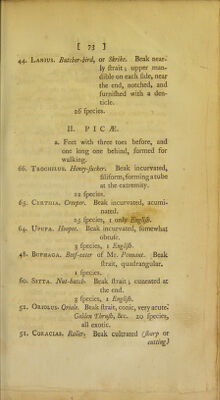 [ 73 ]
44. LANIUS. Butcher-bird, or Shrike. Beak near-
ly ſtrait; upper man-
dible on each ſide, near
the end, notched, and
furniſhed with a den-
ticle.
26 ſpecies.
II. PICÆ.
a. Feet with three toes before, and
one long one behind, formed for
walking.
66. TROCHILUS. Honey-ſucker. Beak incurvated,
filiform, forming a tube
at the extremity.
22 ſpecies.
65. CERTHIA. Creeper. Beak incurvated, acumi-
nated.
25 ſpecies, 1 only Engliſh.
64. UPUPA. Hoopoe. Beak incurvated, ſomewhat
obtuſe.
3 ſpecies, 1 Engliſh.
48. BUPHAGA. Beef-eater of Mr. Pennant. Beak
ſtrait, quadrangular.
1 ſpecies.
60. SITTA. Nut-hatch. Beak ſtrait; cuneated at
the end.
3 ſpecies, 1 Engliſh.
52. ORIOLUS. Oriole. Beak ſtrait, conic, very acute.
Golden Thruſh, &c. 20 ſpecies,
all exotic.
51. CORACIAS. Roller. Beak cultrated (ſharp or
cutting)